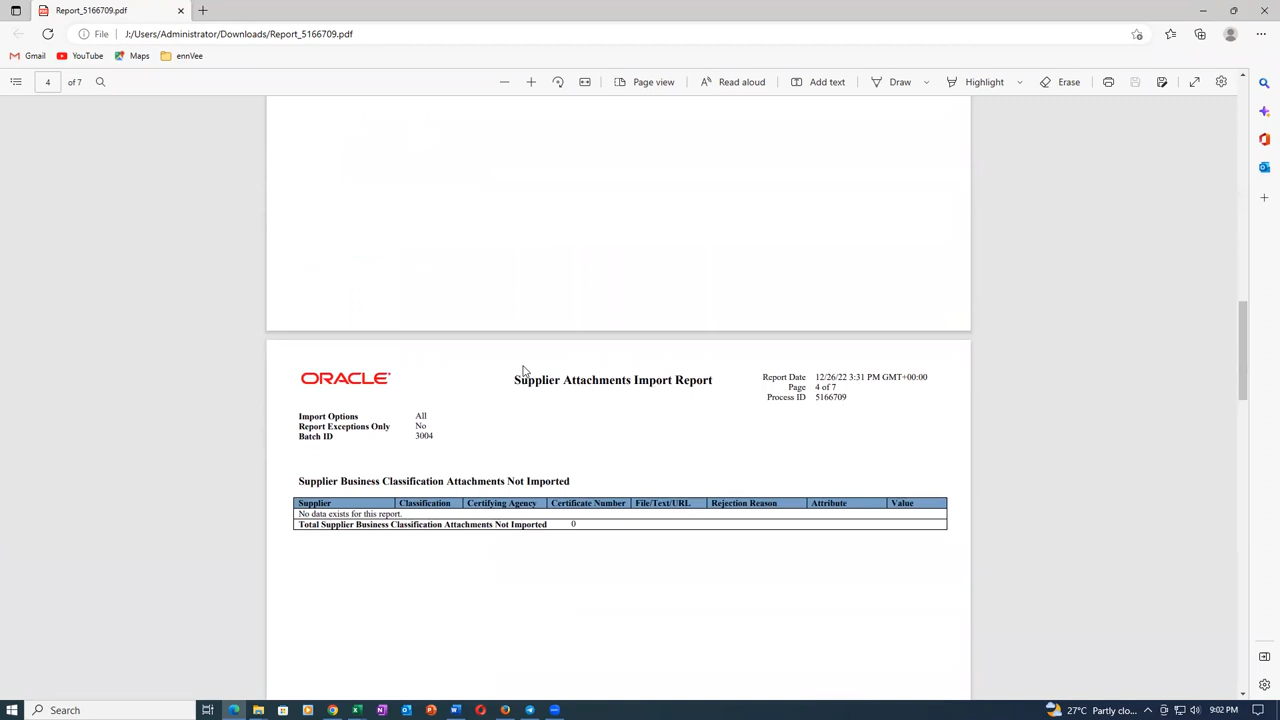 Report_5166709.pdf
File
J:/Users/Administrator/Downloads/Report_5166709.pdf
Gmail
YouTube
Maps
ennVee
4
of 7
Page view
Read aloud
Add text
Draw
Highlight
Erase
ORACLE
Supplier Attachments Import Report
Report Date 12/26/22 3:31 PM GMT+00:00
Page 4 of 7
Process ID 5166709
Import Options All
Report Exceptions Only No
Batch ID 3004
Supplier Business Classification Attachments Not Imported
Supplier Classification Certifying Agency Certificate Number File/Text/URL Rejection Reason Attribute Value
No data exists for this report.
Total Supplier Business Classification Attachments Not Imported 0
Search
27°C Partly clo...
9:02 PM